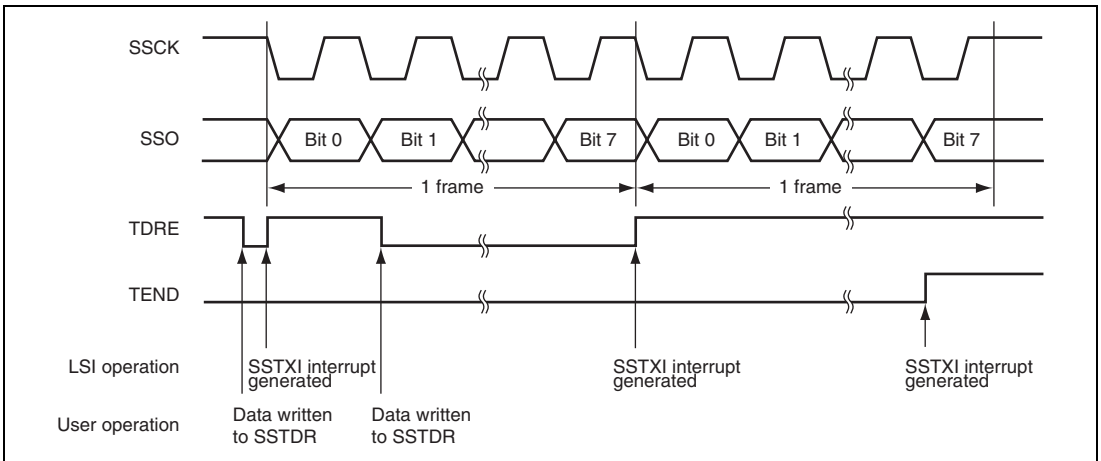 SSCK
SSO
Bit 0
Bit 1
Bit 7
Bit 0
Bit 1
Bit 7
1 frame
1 frame
TDRE
TEND
LSI operation
SSTXI interrupt
generated
SSTXI interrupt
generated
SSTXI interrupt
generated
User operation
Data written
to SSTDR
Data written
to SSTDR